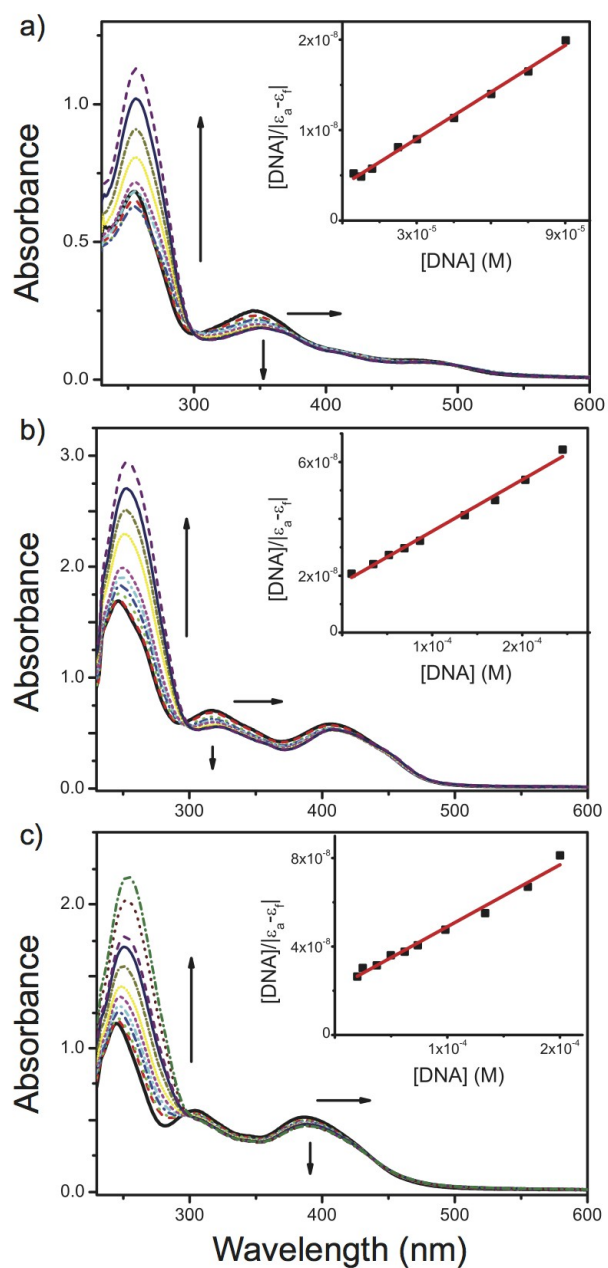 a)
Absorbance
1.0
0.5
0.0
300
400
500
600
[DNA]/|εa-εf|
2x10-8
1x10-8
3x10-5
9x10-5
[DNA] (M)
b)
Absorbance
3.0
2.5
2.0
1.5
1.0
0.5
0.0
300
400
500
600
[DNA]/|εa-εf|
6x10-8
2x10-8
1x10-4
2x10-4
[DNA] (M)
c)
Absorbance
2.0
1.0
0.0
300
400
500
600
[DNA]/|εa-εf|
8x10-8
4x10-8
0
1x10-4
2x10-4
[DNA] (M)
Wavelength (nm)